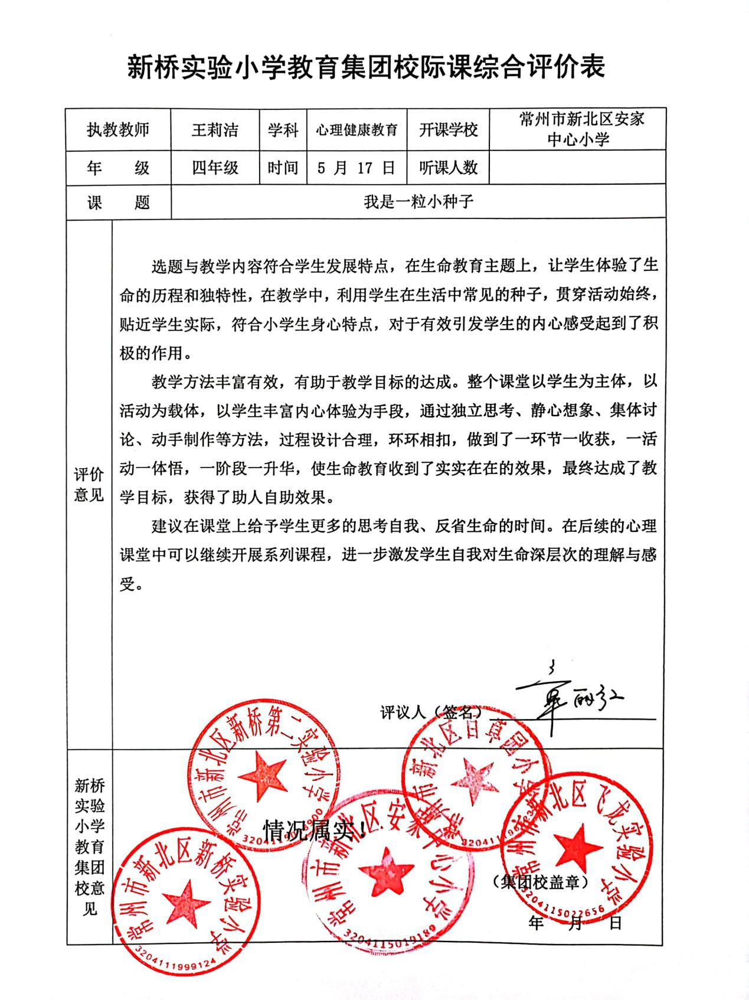 新桥实验小学教育集团校际课综合评价表
执教教师 王莉洁 学科 心理健康教育 开课学校 常州市新北区安家
中心小学
年 级 四年级 时间 5 月 17 日 听课人数
课 题 我是一粒小种子
选题与教学内容符合学生发展特点，在生命教育主题上，让学生体验了生
命的历程和独特性，在教学中，利用学生在生活中常见的种子，贯穿活动始终，
贴近学生实际，符合小学生身心特点，对于有效引发学生的内心感受起到了积
极的作用。
教学方法丰富有效，有助于教学目标的达成。整个课堂以学生为主体，以
活动为载体，以学生丰富内心体验为手段，通过独立思考、静心想象、集体讨
论、动手制作等方法，过程设计合理，环环相扣，做到了一环节一收获，一活
动一体悟，一阶段一升华，使生命教育收到了实实在在的效果，最终达成了教
学目标，获得了助人自助效果。
建议在课堂上给予学生更多的思考自我、反省生命的时间。在后续的心理
课堂中可以继续开展系列课程，进一步激发学生自我对生命深层次的理解与感
受。
评价
意见
评议人（签名）
丽红
新桥
实验
小学
教育
集团
校意
见
常州市新北区新桥第二实验小学
常州市新北区百草园小学
情况属实！
常州市新北区新桥实验小学
3204111999124
常州市新北区安家中心小学
3204115019189
常州市新北区飞龙实验小学
3204115022656
（集团校盖章）
年 月 日